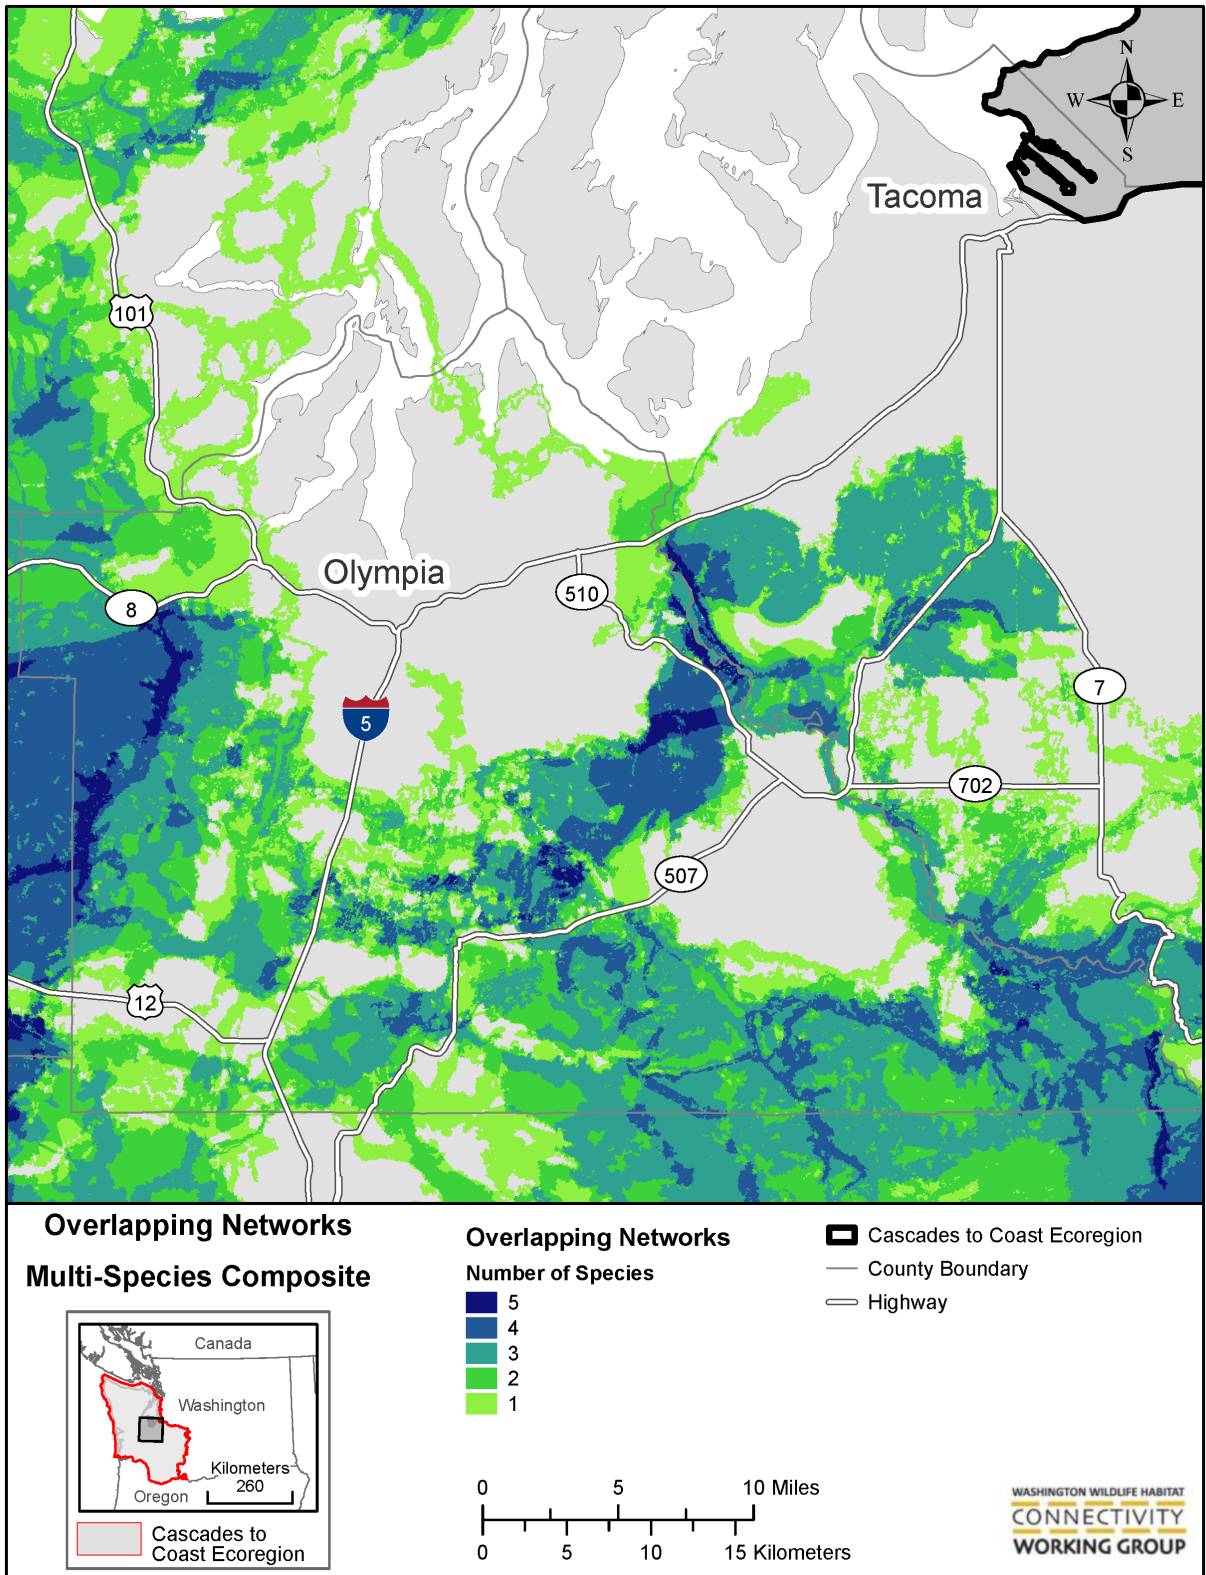 N
W E
S
Tacoma
101
Olympia
510
8
7
5
702
507
12
Overlapping Networks
Multi-Species Composite
Canada
Washington
Kilometers
260
Oregon
Cascades to
Coast Ecoregion
Overlapping Networks
Number of Species
5
4
3
2
1
Cascades to Coast Ecoregion
County Boundary
Highway
0 5 10 Miles
0 5 10 15 Kilometers
WASHINGTON WILDLIFE HABITAT
CONNECTIVITY
WORKING GROUP